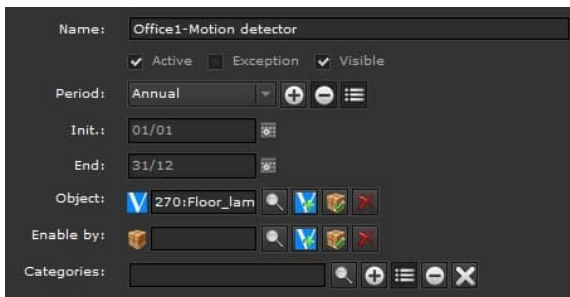 Name: Office1-Motion detector
Active Exception Visible
Period: Annual
Init.: 01/01
End: 31/12
Object: 270:Floor_lam
Enable by:
Categories: